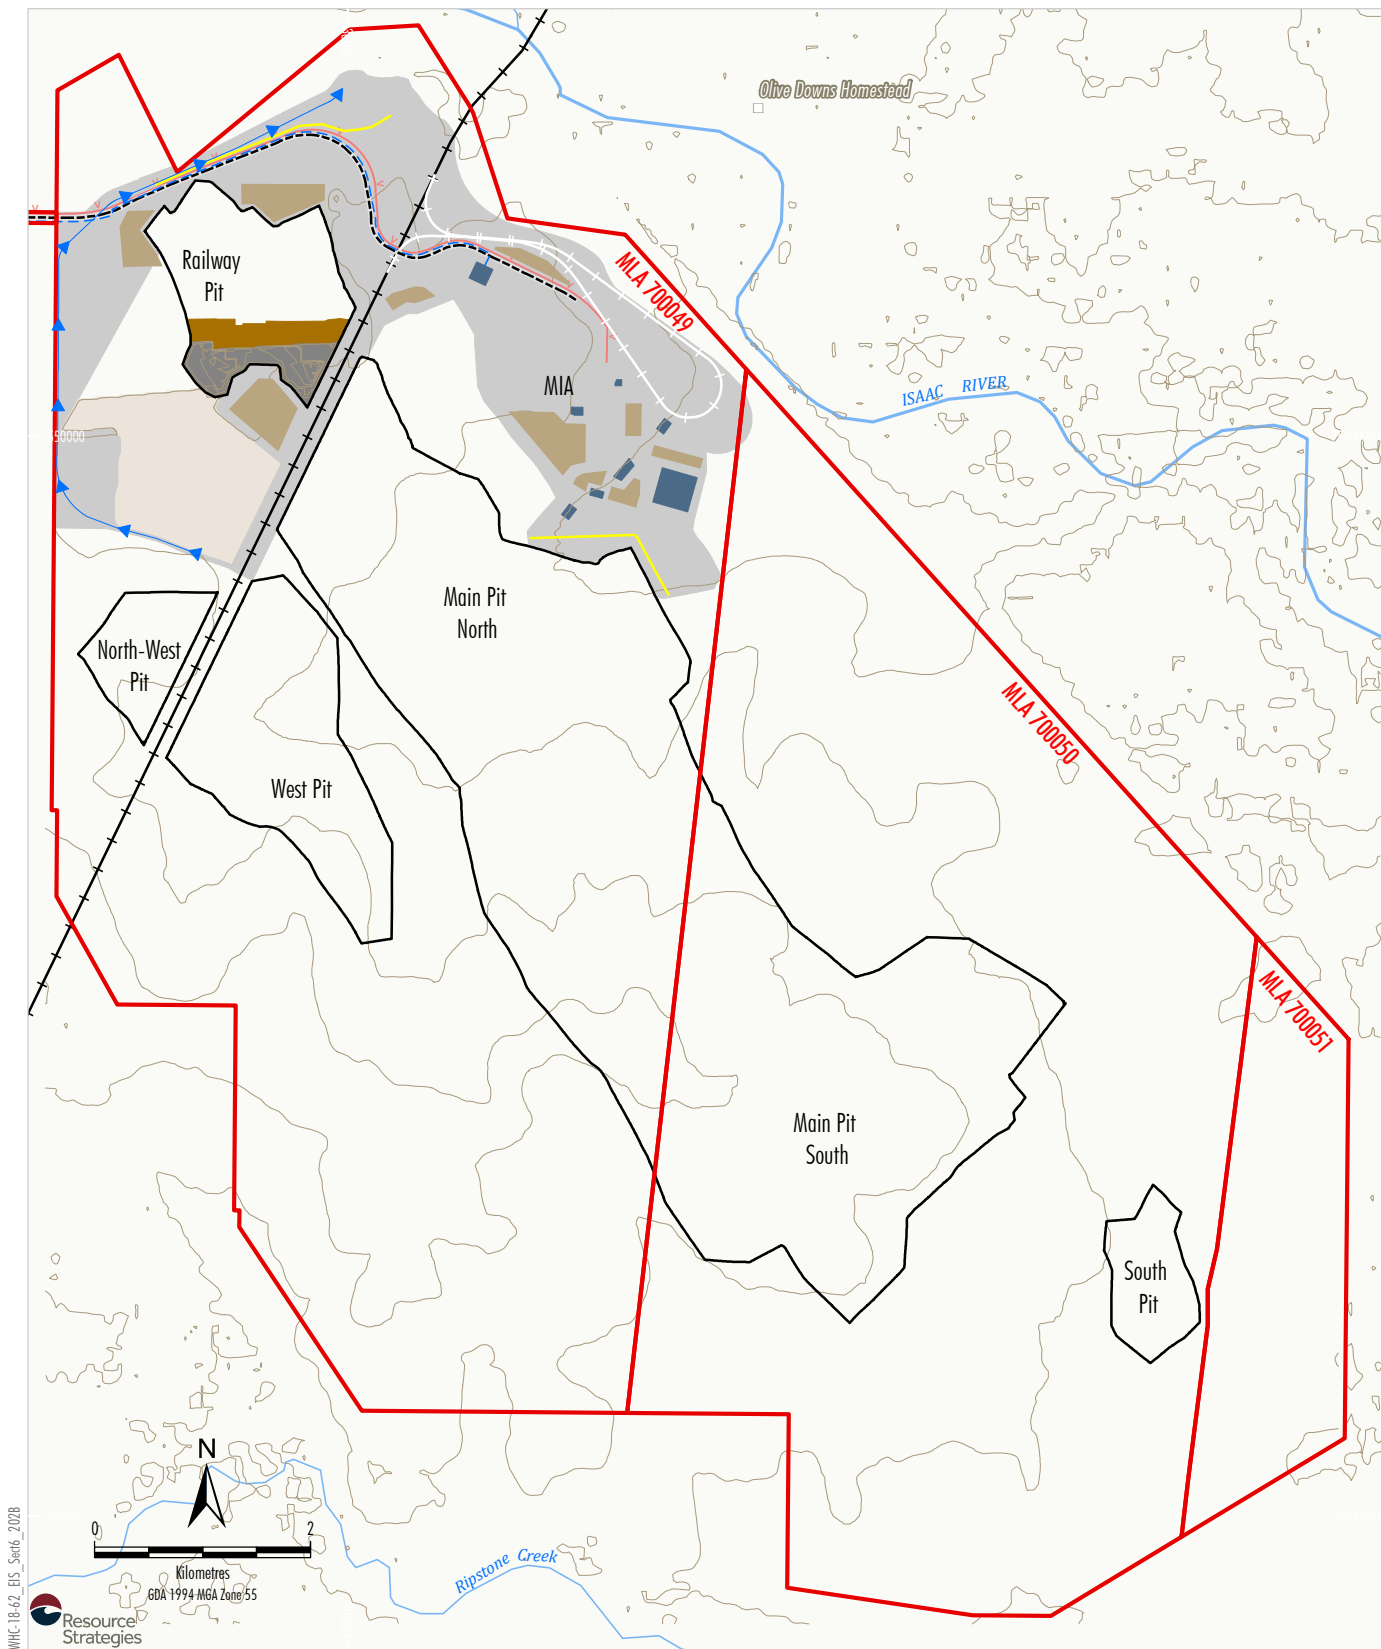 Olive Downs Homestead
Railway
Pit
MLA 700049
MIA
ISAAC RIVER
50000
Main Pit
North
North-West
Pit
MLA 700050
West Pit
MLA 700051
Main Pit
South
South
Pit
N
0 2
Kilometres
GDA 1994 MGA Zone 55
Ripstone Creek
Resource
Strategies
WHC-18-62_EIS_Sect6_202B